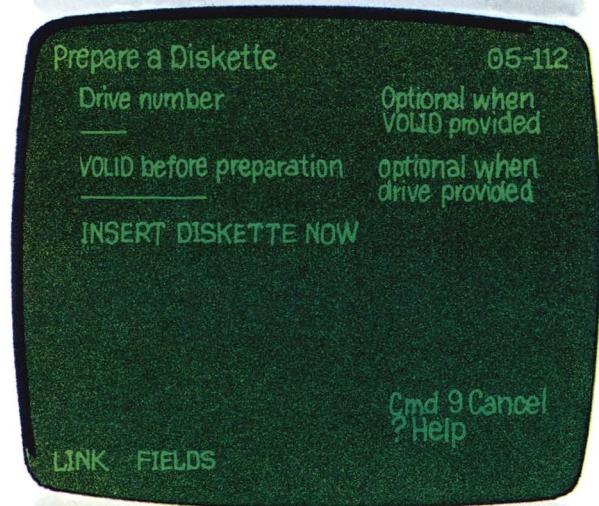 Prepare a Diskette 05-112
Drive number Optional when
VOLID provided
VOLID before preparation optional when
drive provided
INSERT DISKETTE NOW
Cmd 9 Cancel
? Help
LINK FIELDS